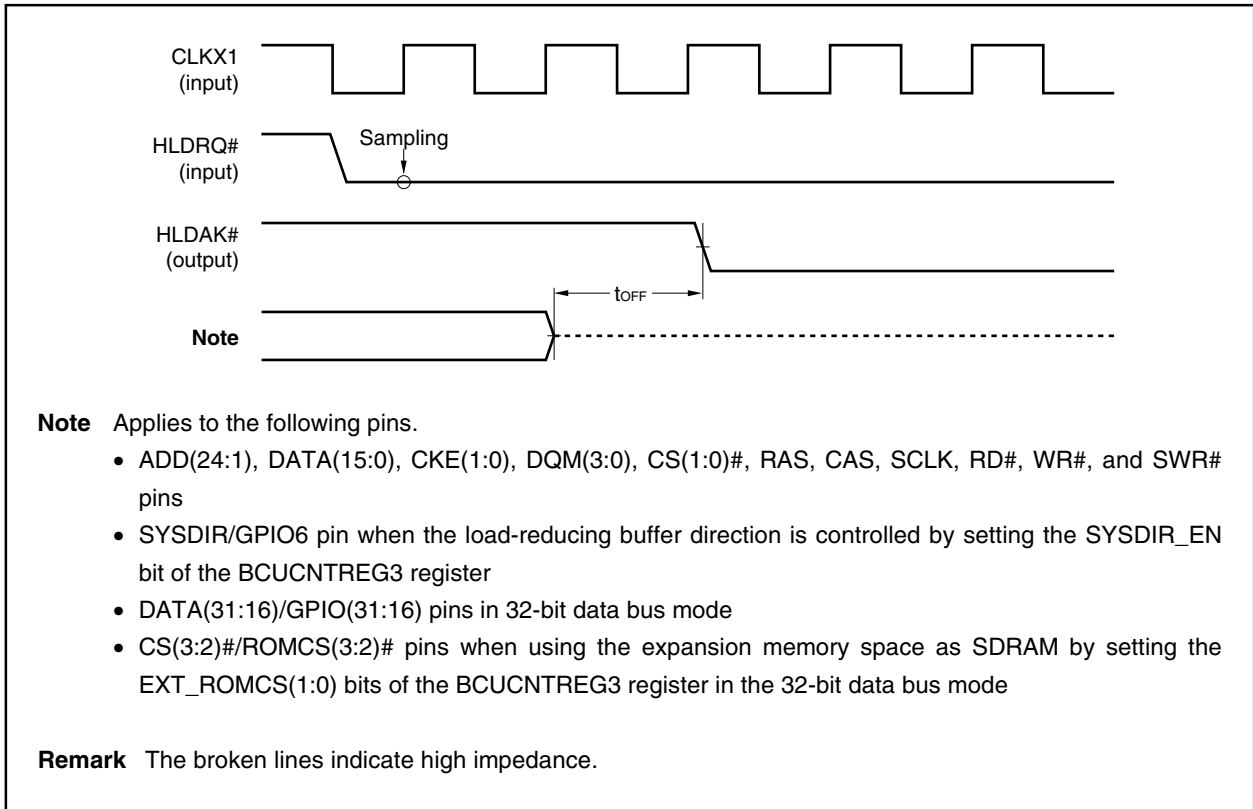 CLKX1
(input)
HLDRQ#
(input)
Sampling
HLDAK#
(output)
tOFF
Note
Note Applies to the following pins.
• ADD(24:1), DATA(15:0), CKE(1:0), DQM(3:0), CS(1:0)#, RAS, CAS, SCLK, RD#, WR#, and SWR#
pins
• SYSDIR/GPIO6 pin when the load-reducing buffer direction is controlled by setting the SYSDIR_EN
bit of the BCUCNTREG3 register
• DATA(31:16)/GPIO(31:16) pins in 32-bit data bus mode
• CS(3:2)#/ROMCS(3:2)# pins when using the expansion memory space as SDRAM by setting the
EXT_ROMCS(1:0) bits of the BCUCNTREG3 register in the 32-bit data bus mode
Remark The broken lines indicate high impedance.